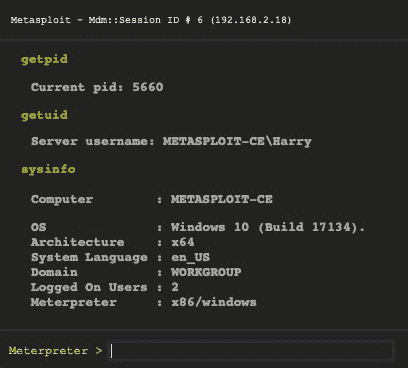 Metasploit - Mdm::Session ID # 6 (192.168.2.18)
getpid
Current pid: 5660
getuid
Server username: METASPLOIT-CE\Harry
sysinfo
Computer : METASPLOIT-CE
OS : Windows 10 (Build 17134).
Architecture : x64
System Language : en_US
Domain : WORKGROUP
Logged On Users : 2
Meterpreter : x86/windows
Meterpreter >